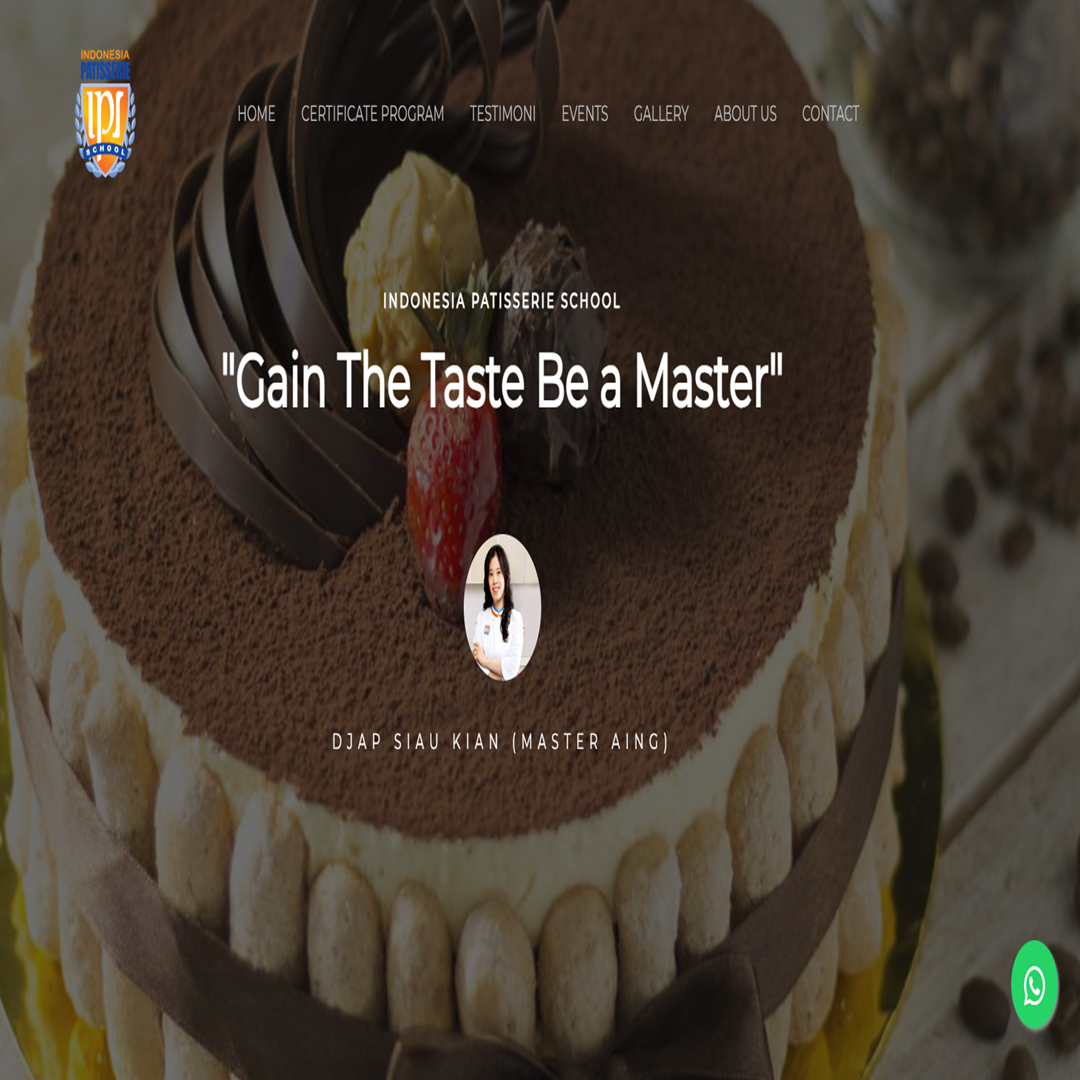 INDONESIA
PATISSERIE
IPS
SCHOOL
HOME CERTIFICATE PROGRAM TESTIMONI EVENTS GALLERY ABOUT US CONTACT
INDONESIA PATISSERIE SCHOOL
"Gain The Taste Be a Master"
DJAP SIAU KIAN (MASTER AING)